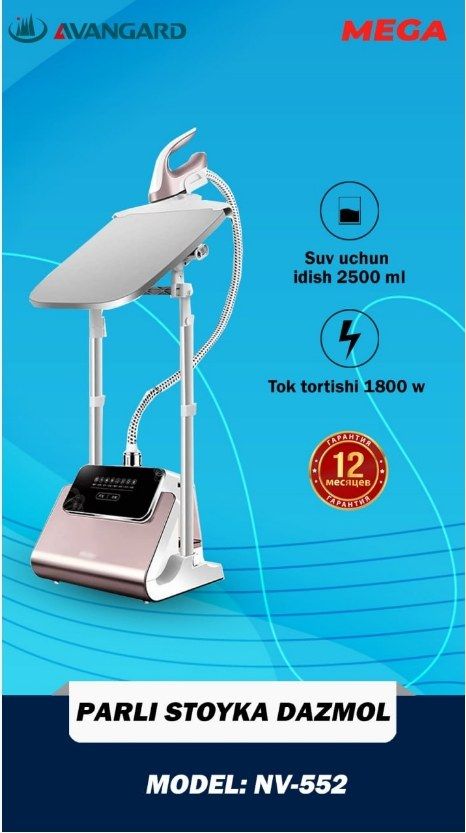 AVANGARD
MEGA
Suv uchun
idish 2500 ml
Tok tortishi 1800 w
ГАРАНТИЯ
12
месяцев
ГАРАНТИЯ
PARLI STOYKA DAZMOL
MODEL: NV-552